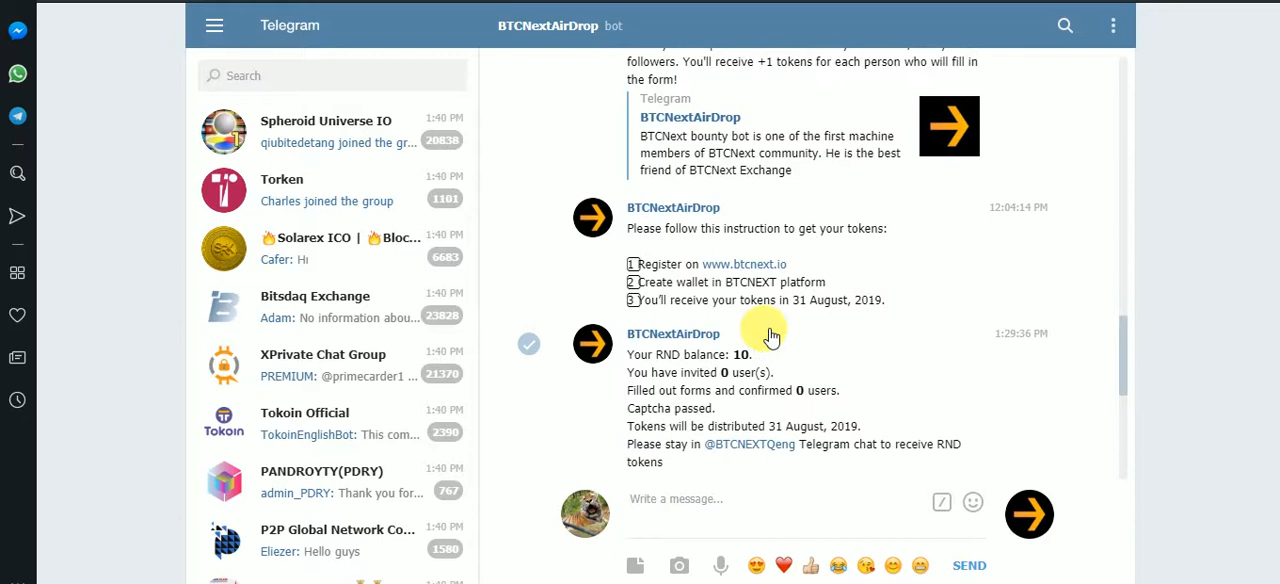 Telegram
BTCNextAirDrop bot
Search
Spheroid Universe IO 1:40 PM
qiubitedetang joined the gr... 20838
Torken 1:40 PM
Charles joined the group 1101
🔥Solarex ICO | 🔥Bloc... 1:40 PM
Cafer: Hi 6683
Bitsdaq Exchange 1:40 PM
Adam: No information abou... 23828
XPrivate Chat Group 1:40 PM
PREMIUM: @primecarder1 ... 21370
Tokoin Official 1:40 PM
TokoinEnglishBot: This com... 2390
PANDROYTY(PDRY) 1:40 PM
admin_PDRY: Thank you for... 767
P2P Global Network Co... 1:40 PM
Eliezer: Hello guys 1580
followers. You'll receive +1 tokens for each person who will fill in
the form!
Telegram
BTCNextAirDrop
BTCNext bounty bot is one of the first machine
members of BTCNext community. He is the best
friend of BTCNext Exchange
BTCNextAirDrop 12:04:14 PM
Please follow this instruction to get your tokens:
1 Register on www.btcnext.io
2 Create wallet in BTCNEXT platform
3 You'll receive your tokens in 31 August, 2019.
BTCNextAirDrop 1:29:36 PM
Your RND balance: 10.
You have invited 0 user(s).
Filled out forms and confirmed 0 users.
Captcha passed.
Tokens will be distributed 31 August, 2019.
Please stay in @BTCNEXTQeng Telegram chat to receive RND
tokens
Write a message...
SEND